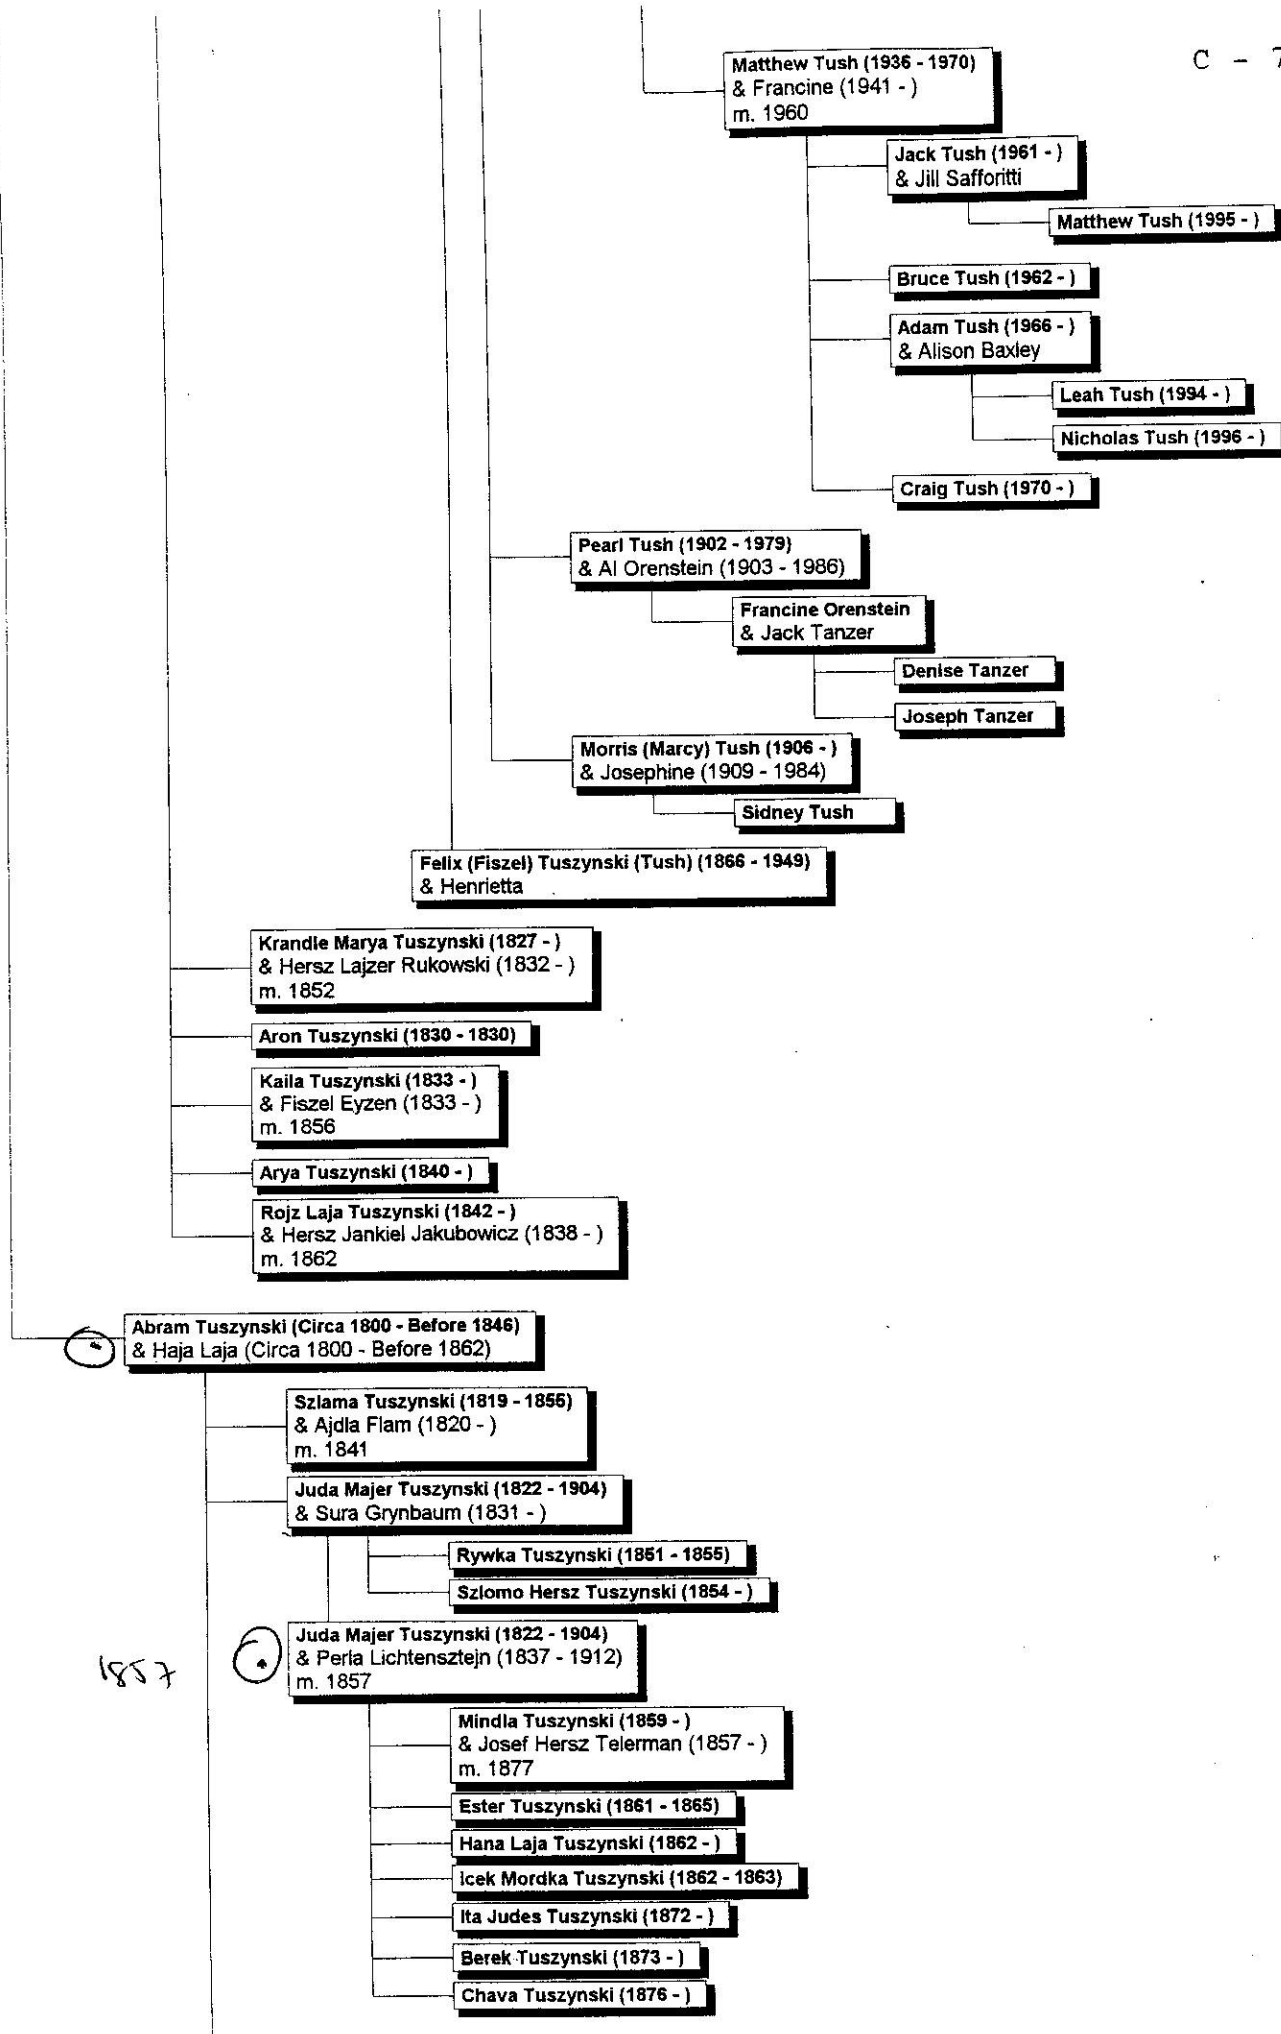 C - 7
Matthew Tush (1936 - 1970)
& Francine (1941 - )
m. 1960
Jack Tush (1961 - )
& Jill Safforitti
Matthew Tush (1995 - )
Bruce Tush (1962 - )
Adam Tush (1966 - )
& Alison Baxley
Leah Tush (1994 - )
Nicholas Tush (1996 - )
Craig Tush (1970 - )
Pearl Tush (1902 - 1979)
& Al Orenstein (1903 - 1986)
Francine Orenstein
& Jack Tanzer
Denise Tanzer
Joseph Tanzer
Morris (Marcy) Tush (1906 - )
& Josephine (1909 - 1984)
Sidney Tush
Felix (Fiszel) Tuszynski (Tush) (1866 - 1949)
& Henrietta
Krandle Marya Tuszynski (1827 - )
& Hersz Lajzer Rukowski (1832 - )
m. 1852
Aron Tuszynski (1830 - 1830)
Kaila Tuszynski (1833 - )
& Fiszel Eyzen (1833 - )
m. 1856
Arya Tuszynski (1840 - )
Rojz Laja Tuszynski (1842 - )
& Hersz Jankiel Jakubowicz (1838 - )
m. 1862
Abram Tuszynski (Circa 1800 - Before 1846)
& Haja Laja (Circa 1800 - Before 1862)
Szlama Tuszynski (1819 - 1855)
& Ajdla Flam (1820 - )
m. 1841
Juda Majer Tuszynski (1822 - 1904)
& Sura Grynbaum (1831 - )
Rywka Tuszynski (1851 - 1855)
Szlomo Hersz Tuszynski (1854 - )
1857
Juda Majer Tuszynski (1822 - 1904)
& Perla Lichtensztejn (1837 - 1912)
m. 1857
Mindla Tuszynski (1859 - )
& Josef Hersz Telerman (1857 - )
m. 1877
Ester Tuszynski (1861 - 1865)
Hana Laja Tuszynski (1862 - )
Icek Mordka Tuszynski (1862 - 1863)
Ita Judes Tuszynski (1872 - )
Berek Tuszynski (1873 - )
Chava Tuszynski (1876 - )